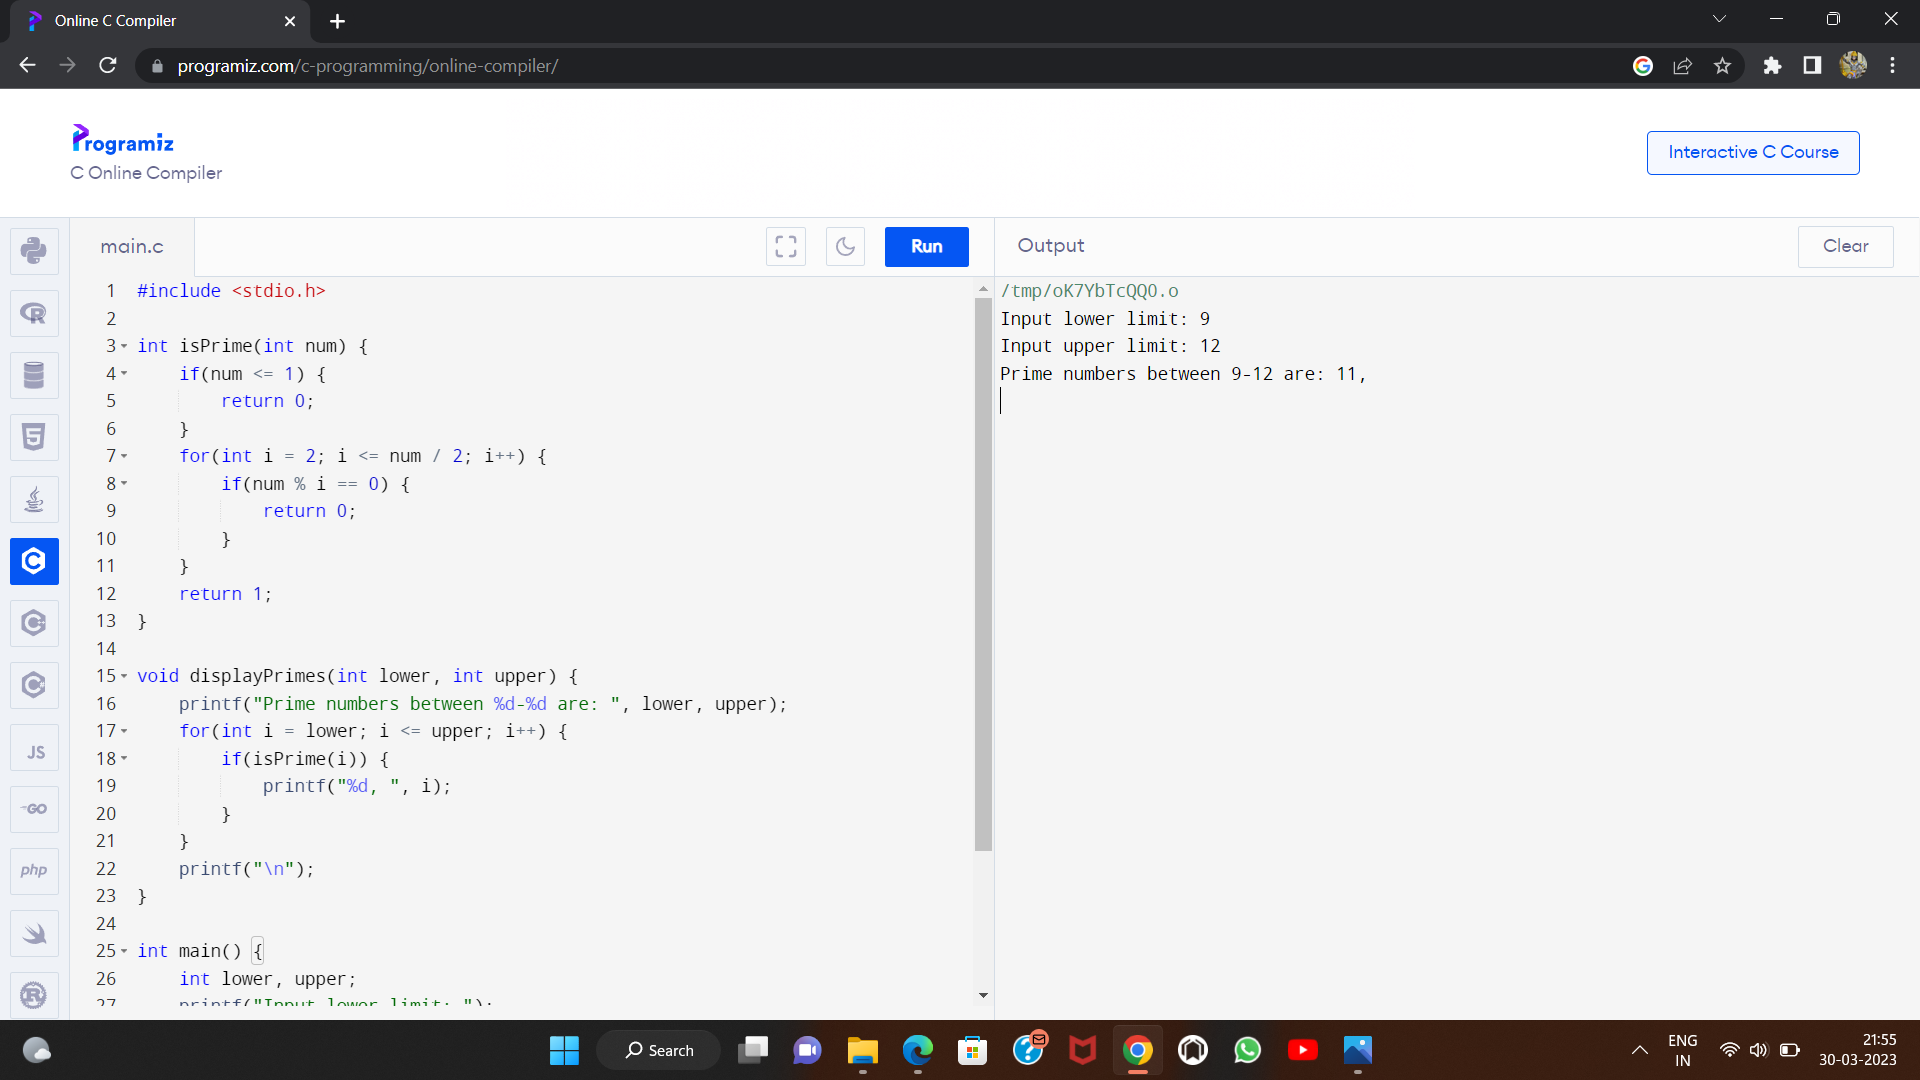 Online C Compiler
programiz.com/c-programming/online-compiler/
Programiz
C Online Compiler
Interactive C Course
main.c
Run
Output
Clear
1 #include <stdio.h>
2
3 int isPrime(int num) {
4     if(num <= 1) {
5         return 0;
6     }
7     for(int i = 2; i <= num / 2; i++) {
8         if(num % i == 0) {
9             return 0;
10         }
11     }
12     return 1;
13 }
14
15 void displayPrimes(int lower, int upper) {
16     printf("Prime numbers between %d-%d are: ", lower, upper);
17     for(int i = lower; i <= upper; i++) {
18         if(isPrime(i)) {
19             printf("%d, ", i);
20         }
21     }
22     printf("\n");
23 }
24
25 int main() {
26     int lower, upper;
27     printf("Input lower limit: ");
/tmp/oK7YbTcQQO.o
Input lower limit: 9
Input upper limit: 12
Prime numbers between 9-12 are: 11,
JS
GO
php
Search
ENG
IN
21:55
30-03-2023